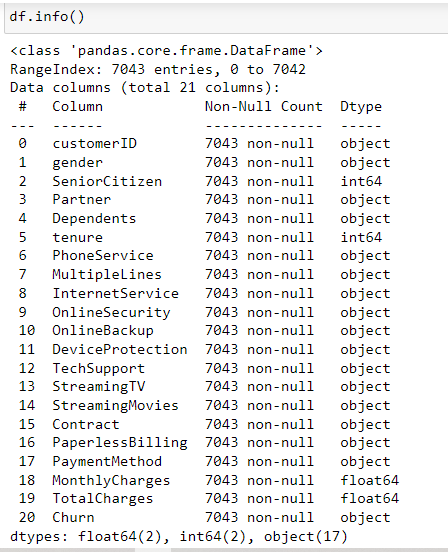 df.info()
<class 'pandas.core.frame.DataFrame'>
RangeIndex: 7043 entries, 0 to 7042
Data columns (total 21 columns):
 #   Column            Non-Null Count  Dtype
---  ------            --------------  -----
 0   customerID        7043 non-null   object
 1   gender            7043 non-null   object
 2   SeniorCitizen     7043 non-null   int64
 3   Partner           7043 non-null   object
 4   Dependents        7043 non-null   object
 5   tenure            7043 non-null   int64
 6   PhoneService      7043 non-null   object
 7   MultipleLines     7043 non-null   object
 8   InternetService   7043 non-null   object
 9   OnlineSecurity    7043 non-null   object
 10  OnlineBackup      7043 non-null   object
 11  DeviceProtection  7043 non-null   object
 12  TechSupport       7043 non-null   object
 13  StreamingTV       7043 non-null   object
 14  StreamingMovies   7043 non-null   object
 15  Contract          7043 non-null   object
 16  PaperlessBilling  7043 non-null   object
 17  PaymentMethod     7043 non-null   object
 18  MonthlyCharges    7043 non-null   float64
 19  TotalCharges      7043 non-null   float64
 20  Churn             7043 non-null   object
dtypes: float64(2), int64(2), object(17)